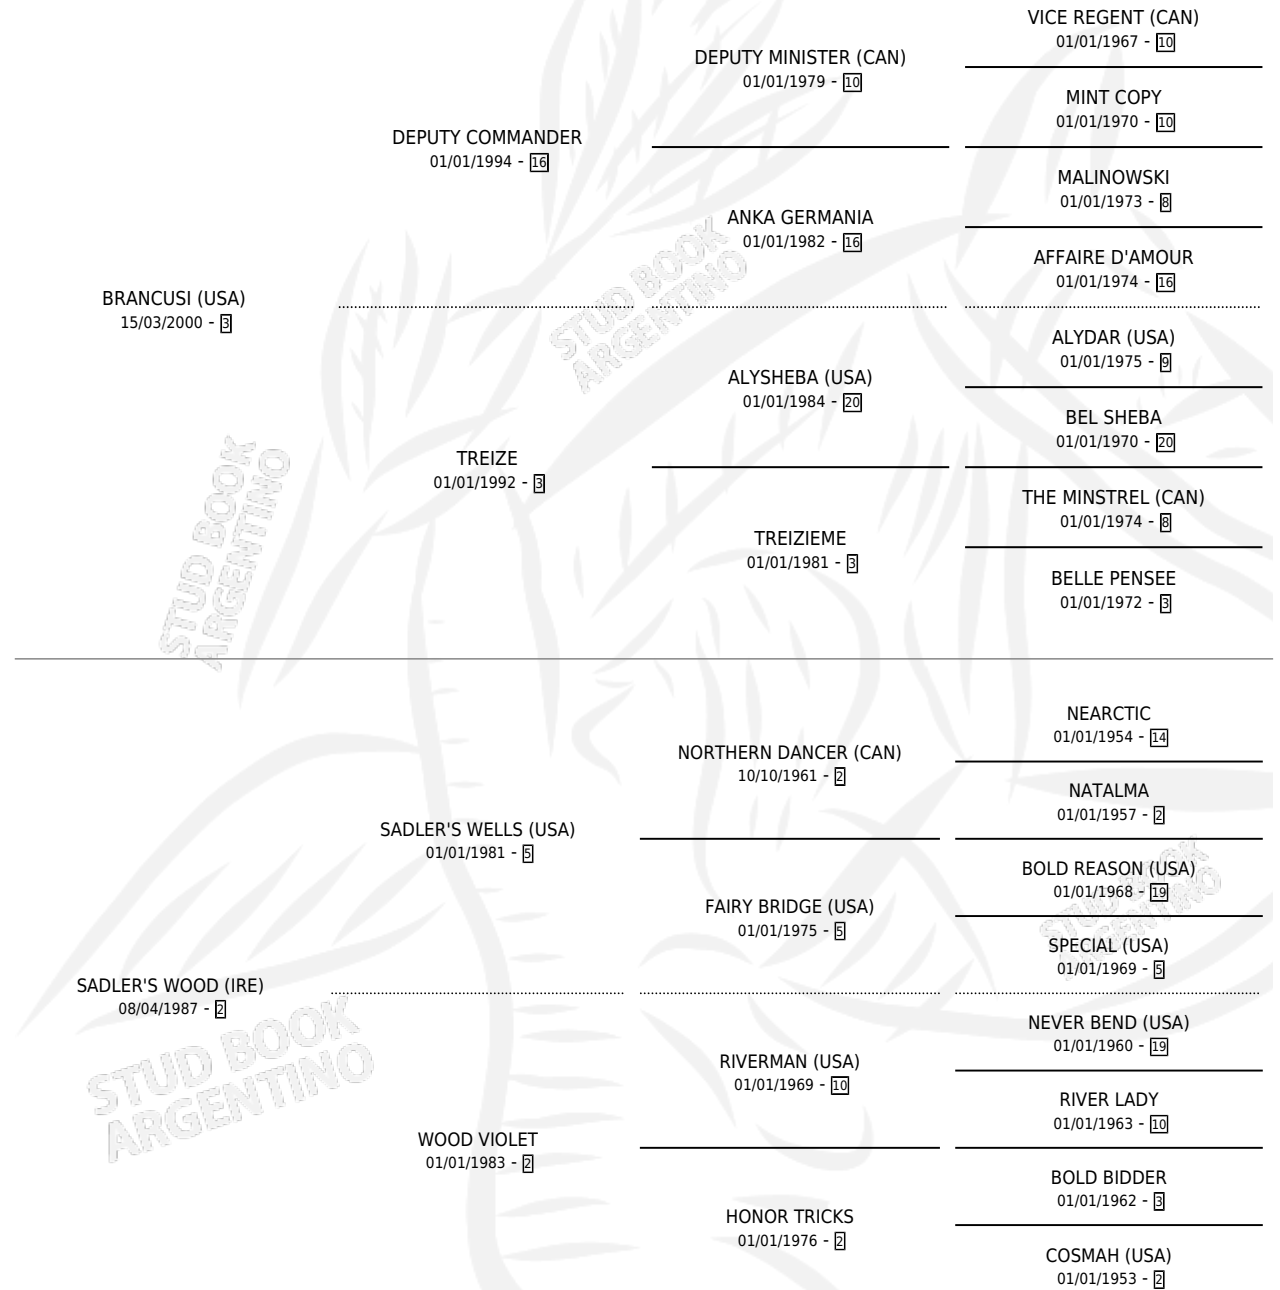 VICE REGENT (CAN)
01/01/1967 - 10
DEPUTY MINISTER (CAN)
01/01/1979 - 10
MINT COPY
01/01/1970 - 10
DEPUTY COMMANDER
01/01/1994 - 16
MALINOWSKI
01/01/1973 - 8
ANKA GERMANIA
01/01/1982 - 16
AFFAIRE D'AMOUR
01/01/1974 - 16
BRANCUSI (USA)
15/03/2000 - 3
ALYDAR (USA)
01/01/1975 - 9
ALYSHEBA (USA)
01/01/1984 - 20
BEL SHEBA
01/01/1970 - 20
TREIZE
01/01/1992 - 3
THE MINSTREL (CAN)
01/01/1974 - 8
TREIZIEME
01/01/1981 - 3
BELLE PENSEE
01/01/1972 - 3
STUD BOOK
ARGENTINO
STUD BOOK
ARGENTINO
NEARCTIC
01/01/1954 - 14
NORTHERN DANCER (CAN)
10/10/1961 - 2
NATALMA
01/01/1957 - 2
SADLER'S WELLS (USA)
01/01/1981 - 5
BOLD REASON (USA)
01/01/1968 - 19
FAIRY BRIDGE (USA)
01/01/1975 - 5
SPECIAL (USA)
01/01/1969 - 5
STUD BOOK
ARGENTINO
SADLER'S WOOD (IRE)
08/04/1987 - 2
NEVER BEND (USA)
01/01/1960 - 19
RIVERMAN (USA)
01/01/1969 - 10
RIVER LADY
01/01/1963 - 10
WOOD VIOLET
01/01/1983 - 2
BOLD BIDDER
01/01/1962 - 3
HONOR TRICKS
01/01/1976 - 2
COSMAH (USA)
01/01/1953 - 2
STUD BOOK
ARGENTINO